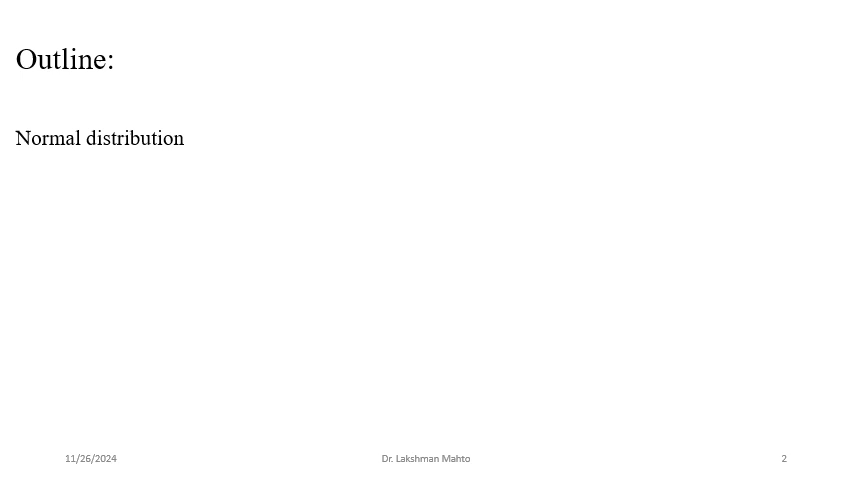 Outline:
Normal distribution
11/26/2024
Dr. Lakshman Mahto
2